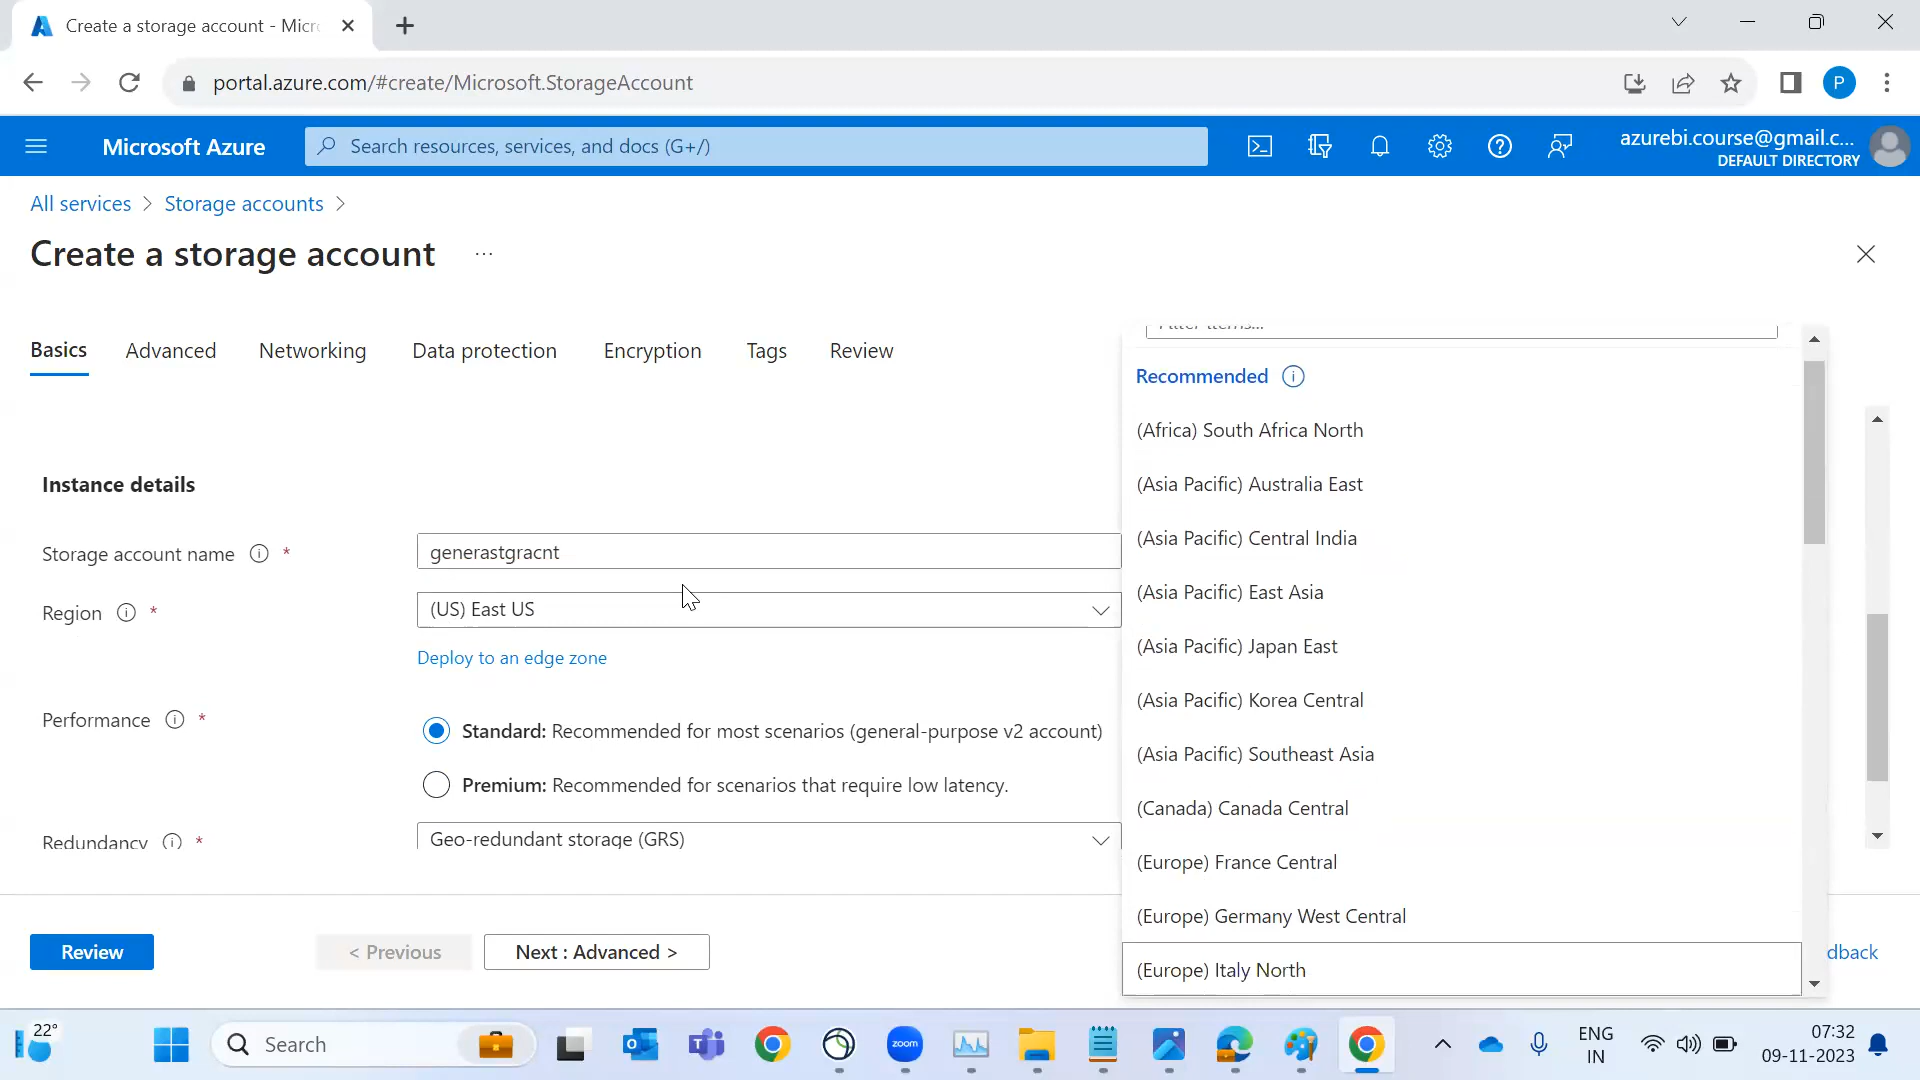 Create a storage account - Micr
portal.azure.com/#create/Microsoft.StorageAccount
P
Microsoft Azure
Search resources, services, and docs (G+/)
azurebi.course@gmail.c...
DEFAULT DIRECTORY
All services > Storage accounts >
Create a storage account ...
Basics Advanced Networking Data protection Encryption Tags Review
Filter items...
Recommended
(Africa) South Africa North
(Asia Pacific) Australia East
(Asia Pacific) Central India
(Asia Pacific) East Asia
(Asia Pacific) Japan East
(Asia Pacific) Korea Central
(Asia Pacific) Southeast Asia
(Canada) Canada Central
(Europe) France Central
(Europe) Germany West Central
(Europe) Italy North
Instance details
Storage account name * generastgracnt
Region * (US) East US
Deploy to an edge zone
Performance *
Standard: Recommended for most scenarios (general-purpose v2 account)
Premium: Recommended for scenarios that require low latency.
Redundancy * Geo-redundant storage (GRS)
Review < Previous Next : Advanced > dback
22°
Search
zoom
ENG
IN
07:32
09-11-2023